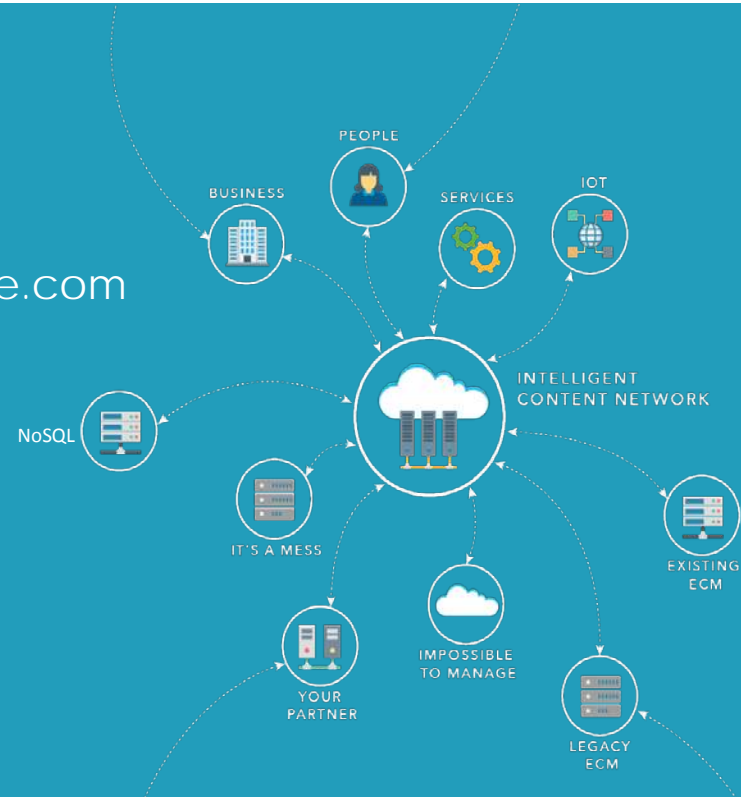 PEOPLE
BUSINESS
SERVICES
IOT
e.com
INTELLIGENT
CONTENT NETWORK
NoSQL
IT'S A MESS
EXISTING
ECM
IMPOSSIBLE
TO MANAGE
YOUR
PARTNER
LEGACY
ECM